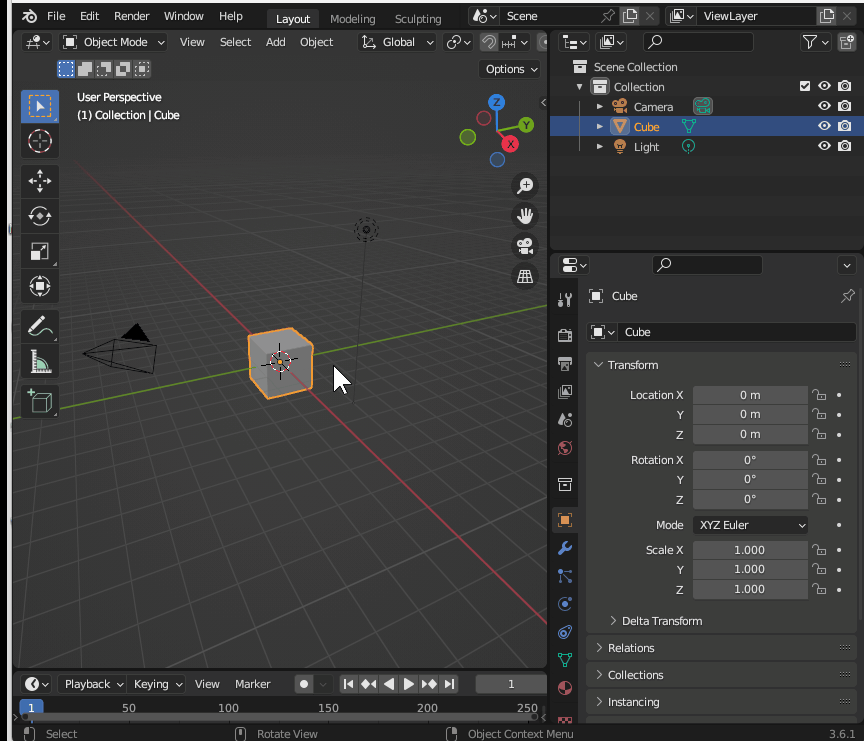 File Edit Render Window Help Layout Modeling Sculpting Scene ViewLayer
Object Mode View Select Add Object Global
Options
User Perspective
(1) Collection | Cube
Z
Y
X
Scene Collection
Collection
Camera
Cube
Light
Cube
Cube
Transform
Location X 0 m
Y 0 m
Z 0 m
Rotation X 0°
Y 0°
Z 0°
Mode XYZ Euler
Scale X 1.000
Y 1.000
Z 1.000
Delta Transform
Relations
Collections
Instancing
Playback Keying View Marker 1
1 50 100 150 200 250
Select Rotate View Object Context Menu 3.6.1